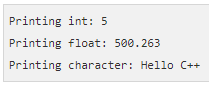 Printing int: 5
Printing float: 500.263
Printing character: Hello C++